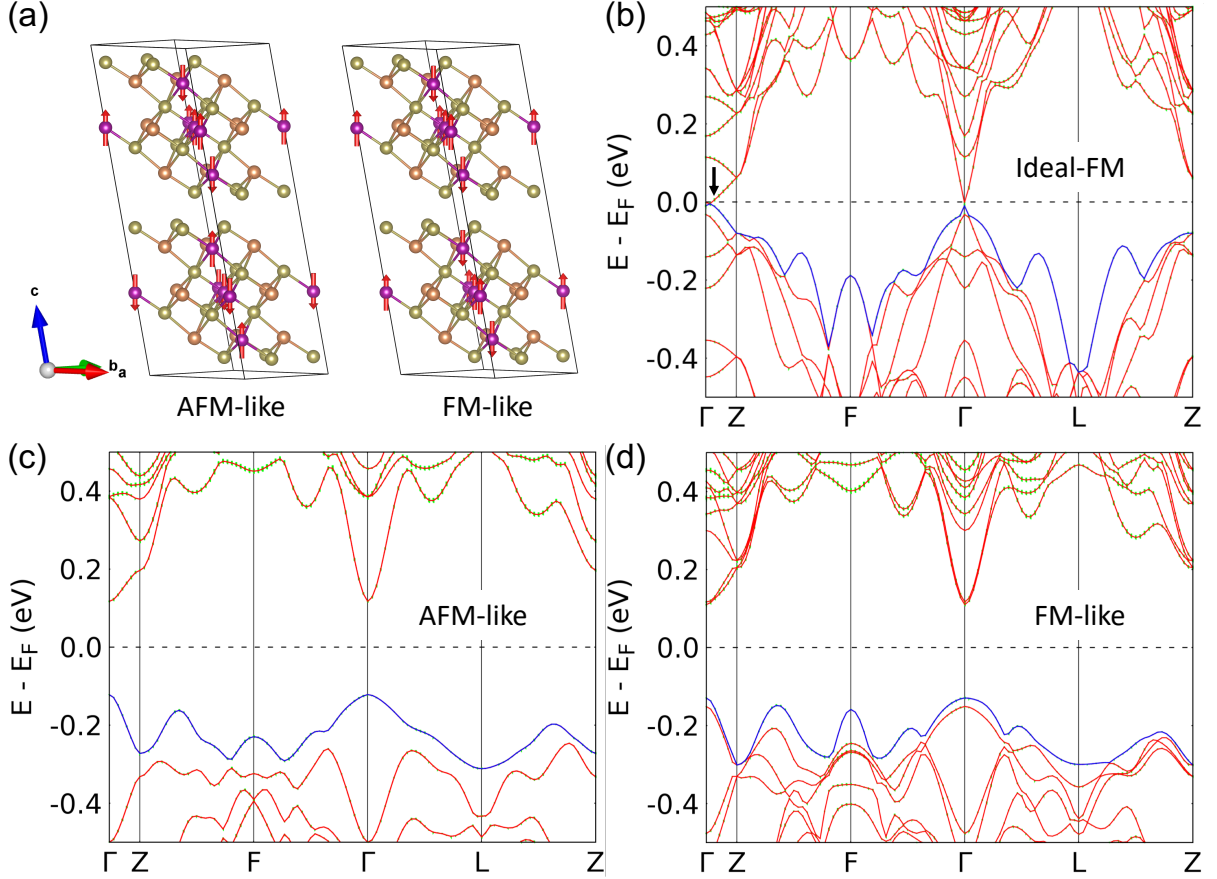 (a)
c
b
a
AFM-like
FM-like
(b)
E - E_F (eV)
0.4
0.2
0.0
-0.2
-0.4
Ideal-FM
Γ Z F Γ L Z
(c)
E - E_F (eV)
0.4
0.2
0.0
-0.2
-0.4
AFM-like
Γ Z F Γ L Z
(d)
E - E_F (eV)
0.4
0.2
0.0
-0.2
-0.4
FM-like
Γ Z F Γ L Z